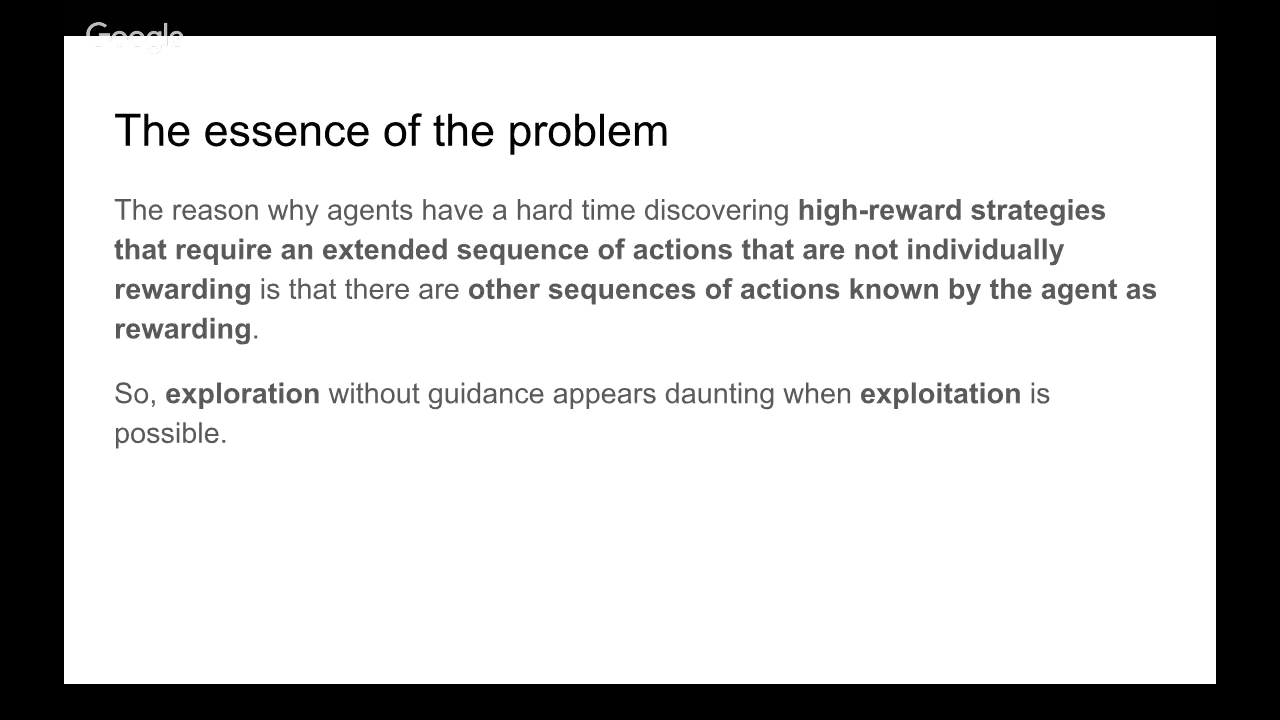 Google
The essence of the problem
The reason why agents have a hard time discovering high-reward strategies
that require an extended sequence of actions that are not individually
rewarding is that there are other sequences of actions known by the agent as
rewarding.
So, exploration without guidance appears daunting when exploitation is
possible.